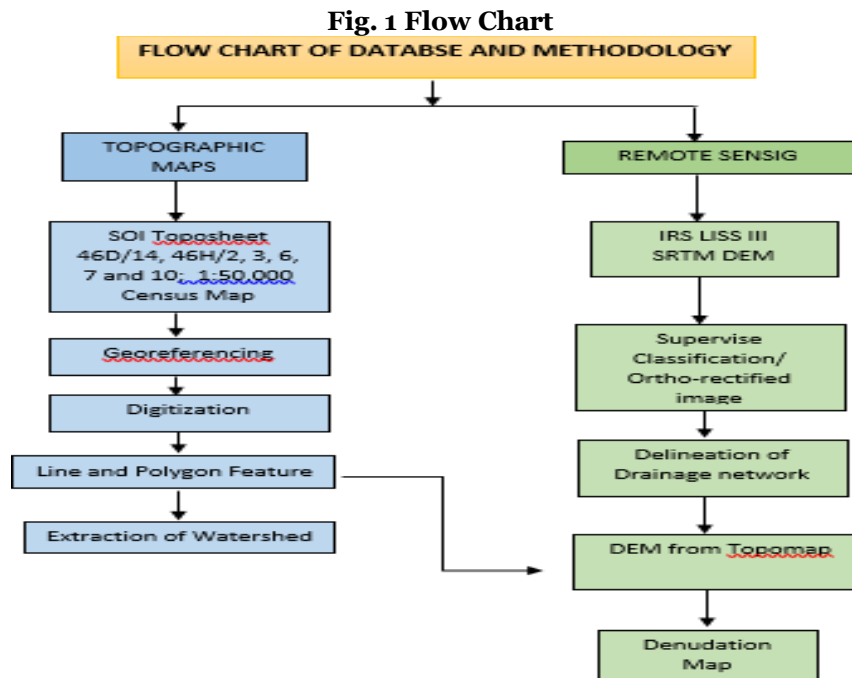 Fig. 1 Flow Chart
FLOW CHART OF DATABSE AND METHODOLOGY
TOPOGRAPHIC
MAPS
SOI Toposheet
46D/14, 46H/2, 3, 6,
7 and 10; 1:50,000
Census Map
Georeferencing
Digitization
Line and Polygon Feature
Extraction of Watershed
REMOTE SENSIG
IRS LISS III
SRTM DEM
Supervise
Classification/
Ortho-rectified
image
Delineation of
Drainage network
DEM from Topomap
Denudation
Map